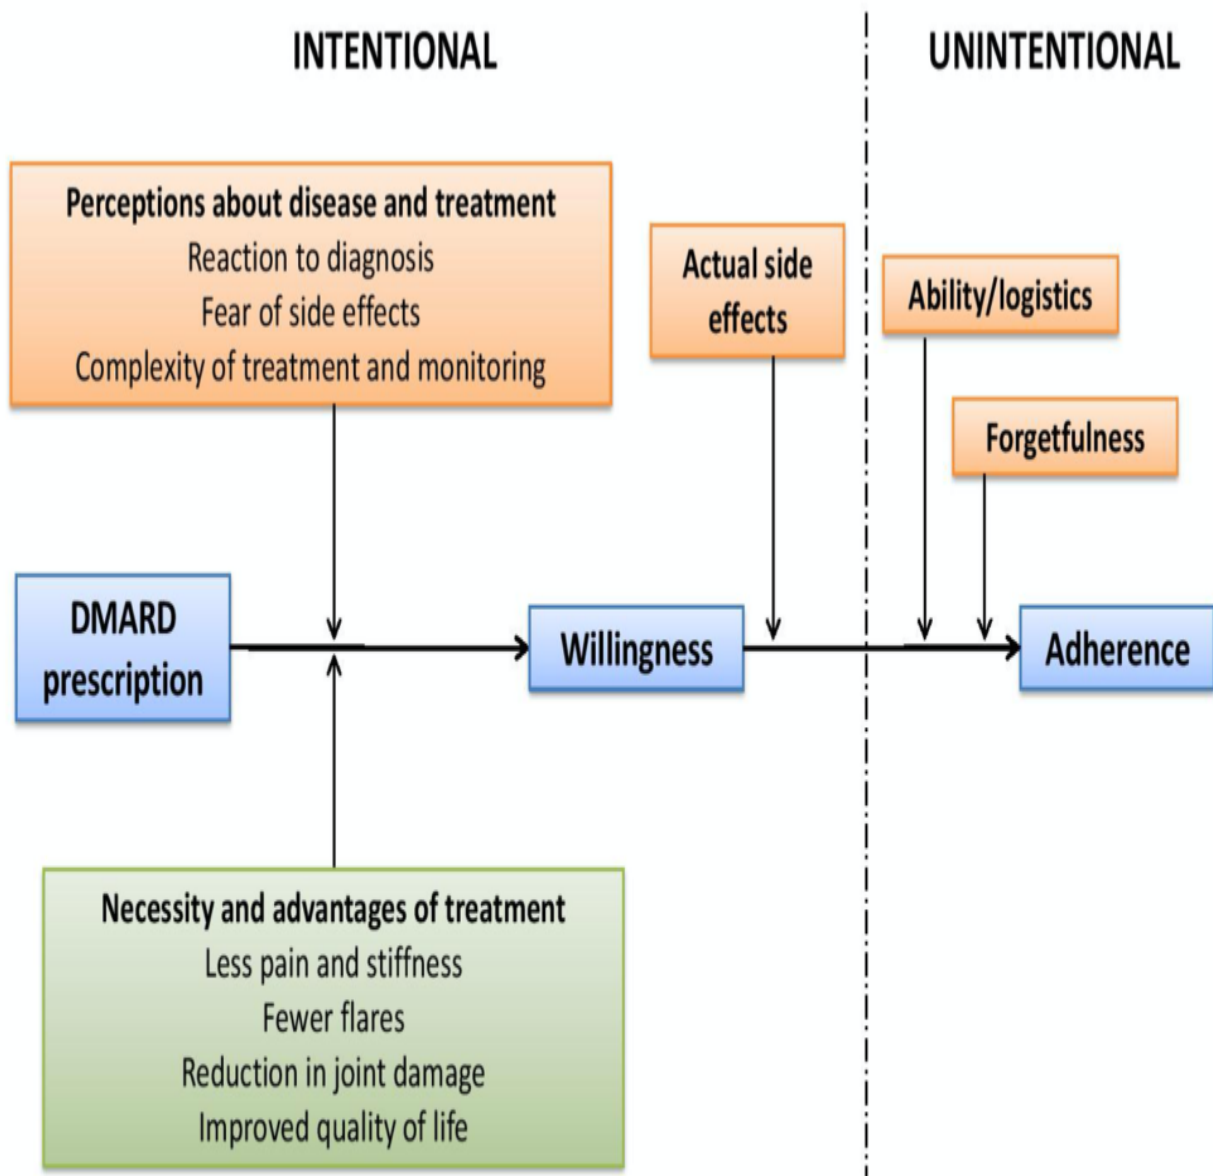 INTENTIONAL
UNINTENTIONAL
Perceptions about disease and treatment
Reaction to diagnosis
Fear of side effects
Complexity of treatment and monitoring
Actual side
effects
Ability/logistics
Forgetfulness
DMARD
prescription
Willingness
Adherence
Necessity and advantages of treatment
Less pain and stiffness
Fewer flares
Reduction in joint damage
Improved quality of life